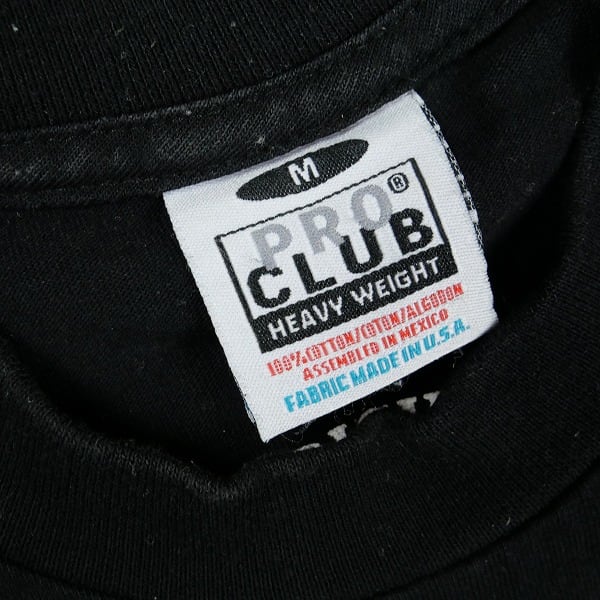 M
PRO®
CLUB
HEAVY WEIGHT
100% COTTON/COTON/ALGODON
ASSEMBLED IN MEXICO
FABRIC MADE IN U.S.A.